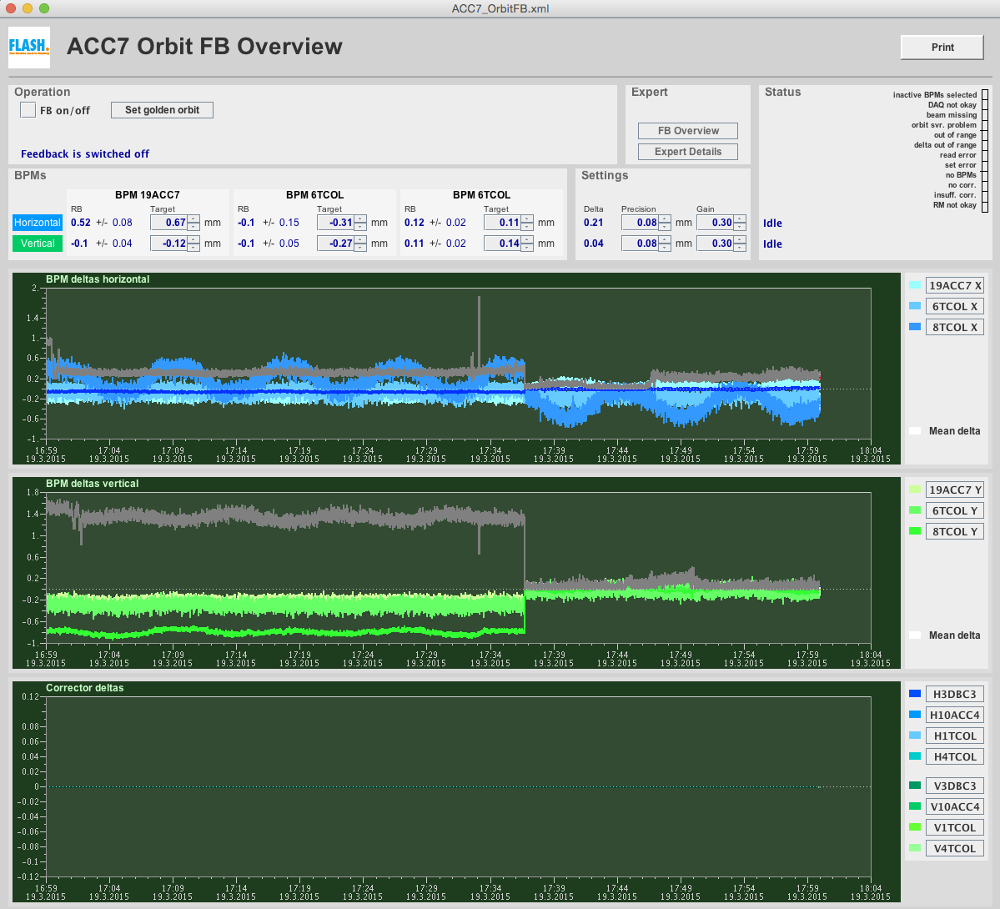 ACC7_OrbitFB.xml
FLASH.
ACC7 Orbit FB Overview
Print
Operation
FB on/off
Set golden orbit
Feedback is switched off
Expert
FB Overview
Expert Details
Status
inactive BPMs selected
DAQ not okay
beam missing
orbit svr. problem
out of range
delta out of range
read error
set error
no BPMs
no corr.
insuff. corr.
RM not okay
BPMs
BPM 19ACC7 BPM 6TCOL BPM 6TCOL
RB Target RB Target RB Target
Horizontal 0.52 +/- 0.08 0.67 mm -0.1 +/- 0.15 -0.31 mm 0.12 +/- 0.02 0.11 mm
Vertical -0.1 +/- 0.04 -0.12 mm -0.1 +/- 0.05 -0.27 mm 0.11 +/- 0.02 0.14 mm
Settings
Delta Precision Gain
0.21 0.08 mm 0.30 Idle
0.04 0.08 mm 0.30 Idle
BPM deltas horizontal
2.
1.4
1.
0.6
0.2
-0.2
-0.6
-1.
16:59 17:04 17:09 17:14 17:19 17:24 17:34 17:39 17:44 17:49 17:54 17:59 18:04
19.3.2015 19.3.2015 19.3.2015 19.3.2015 19.3.2015 19.3.2015 19.3.2015 19.3.2015 19.3.2015 19.3.2015 19.3.2015 19.3.2015 19.3.2015
19ACC7 X
6TCOL X
8TCOL X
Mean delta
BPM deltas vertical
1.8
1.4
1.
0.6
0.2
-0.2
-0.6
-1.
16:59 17:04 17:09 17:14 17:19 17:24 17:34 17:39 17:44 17:49 17:54 17:59 18:04
19.3.2015 19.3.2015 19.3.2015 19.3.2015 19.3.2015 19.3.2015 19.3.2015 19.3.2015 19.3.2015 19.3.2015 19.3.2015 19.3.2015 19.3.2015
19ACC7 Y
6TCOL Y
8TCOL Y
Mean delta
Corrector deltas
0.12
0.08
0.06
0.04
0.02
0
-0.02
-0.04
-0.06
-0.08
-0.1
-0.12
16:59 17:04 17:09 17:14 17:19 17:24 17:34 17:39 17:44 17:49 17:54 17:59 18:04
19.3.2015 19.3.2015 19.3.2015 19.3.2015 19.3.2015 19.3.2015 19.3.2015 19.3.2015 19.3.2015 19.3.2015 19.3.2015 19.3.2015 19.3.2015
H3DBC3
H10ACC4
H1TCOL
H4TCOL
V3DBC3
V10ACC4
V1TCOL
V4TCOL